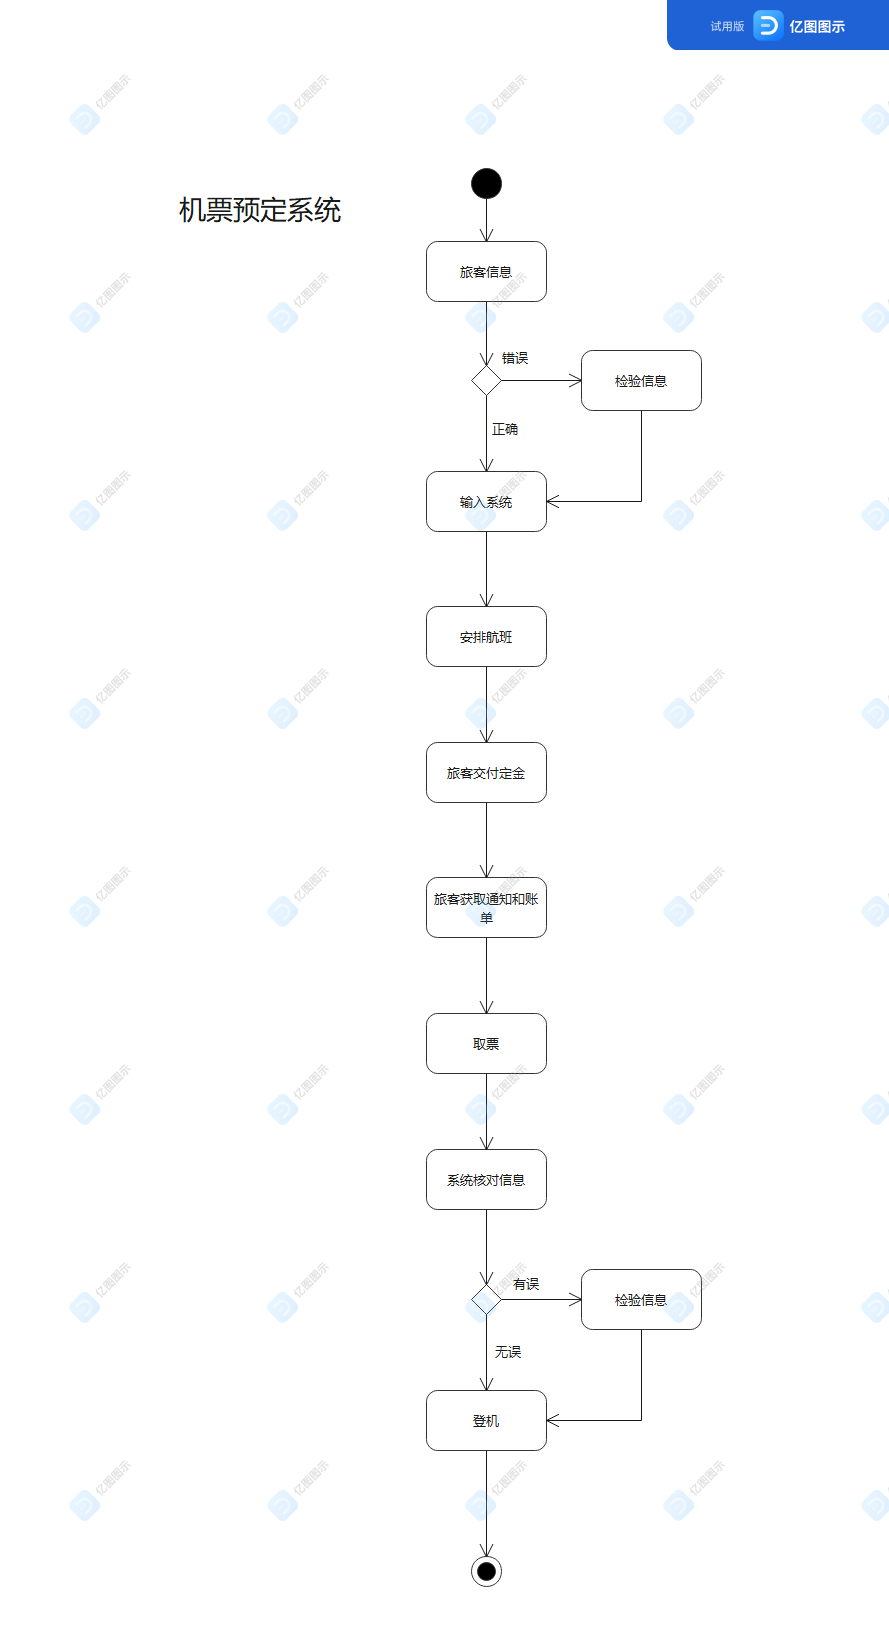 试用版 亿图图示
机票预定系统
旅客信息
错误
检验信息
正确
输入系统
安排航班
旅客交付定金
旅客获取通知和账
单
取票
系统核对信息
有误
检验信息
无误
登机